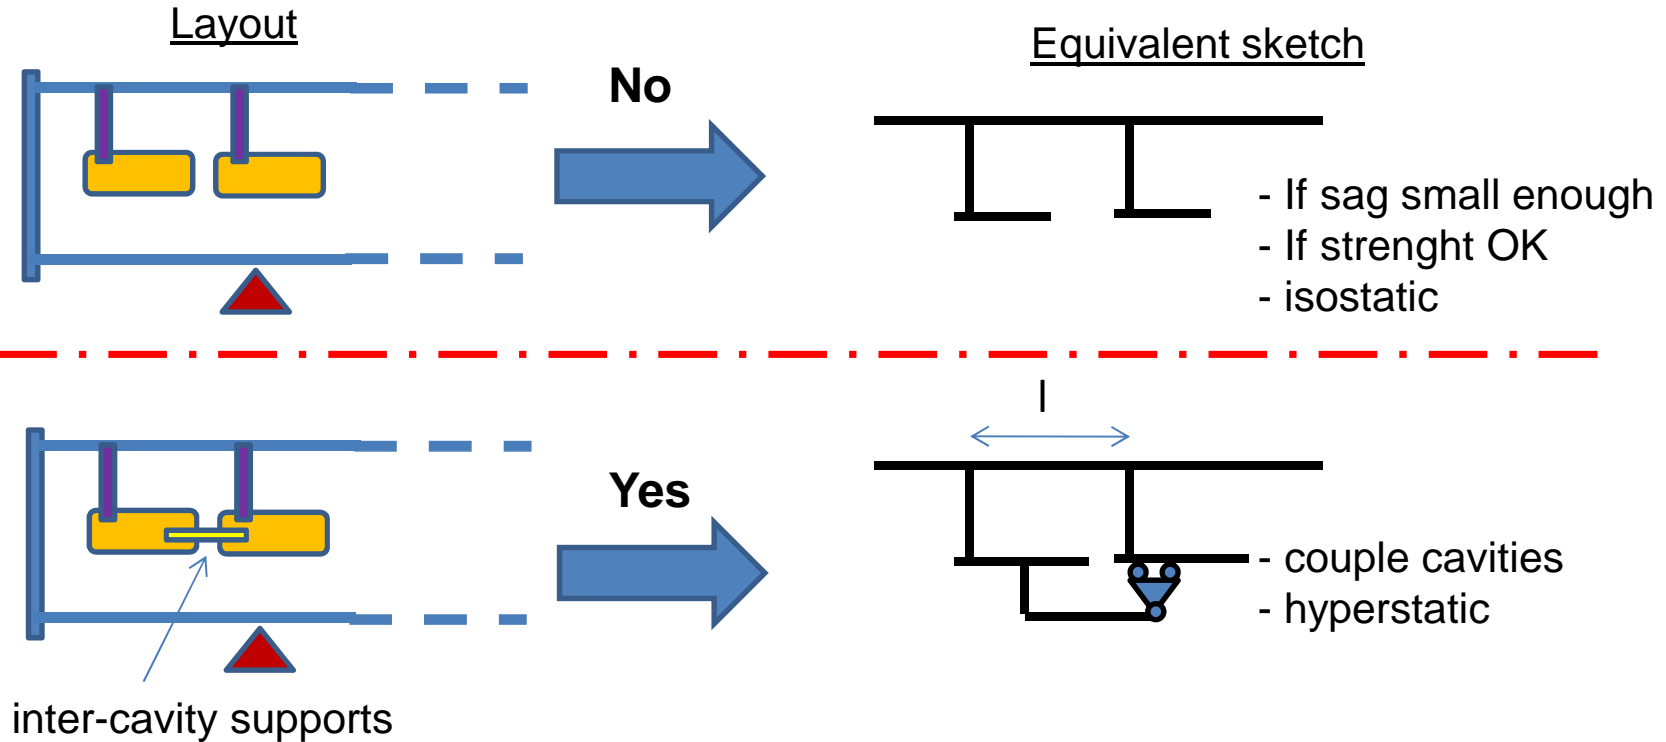 Layout
Equivalent sketch
No
- If sag small enough
- If strenght OK
- isostatic
l
Yes
- couple cavities
- hyperstatic
inter-cavity supports